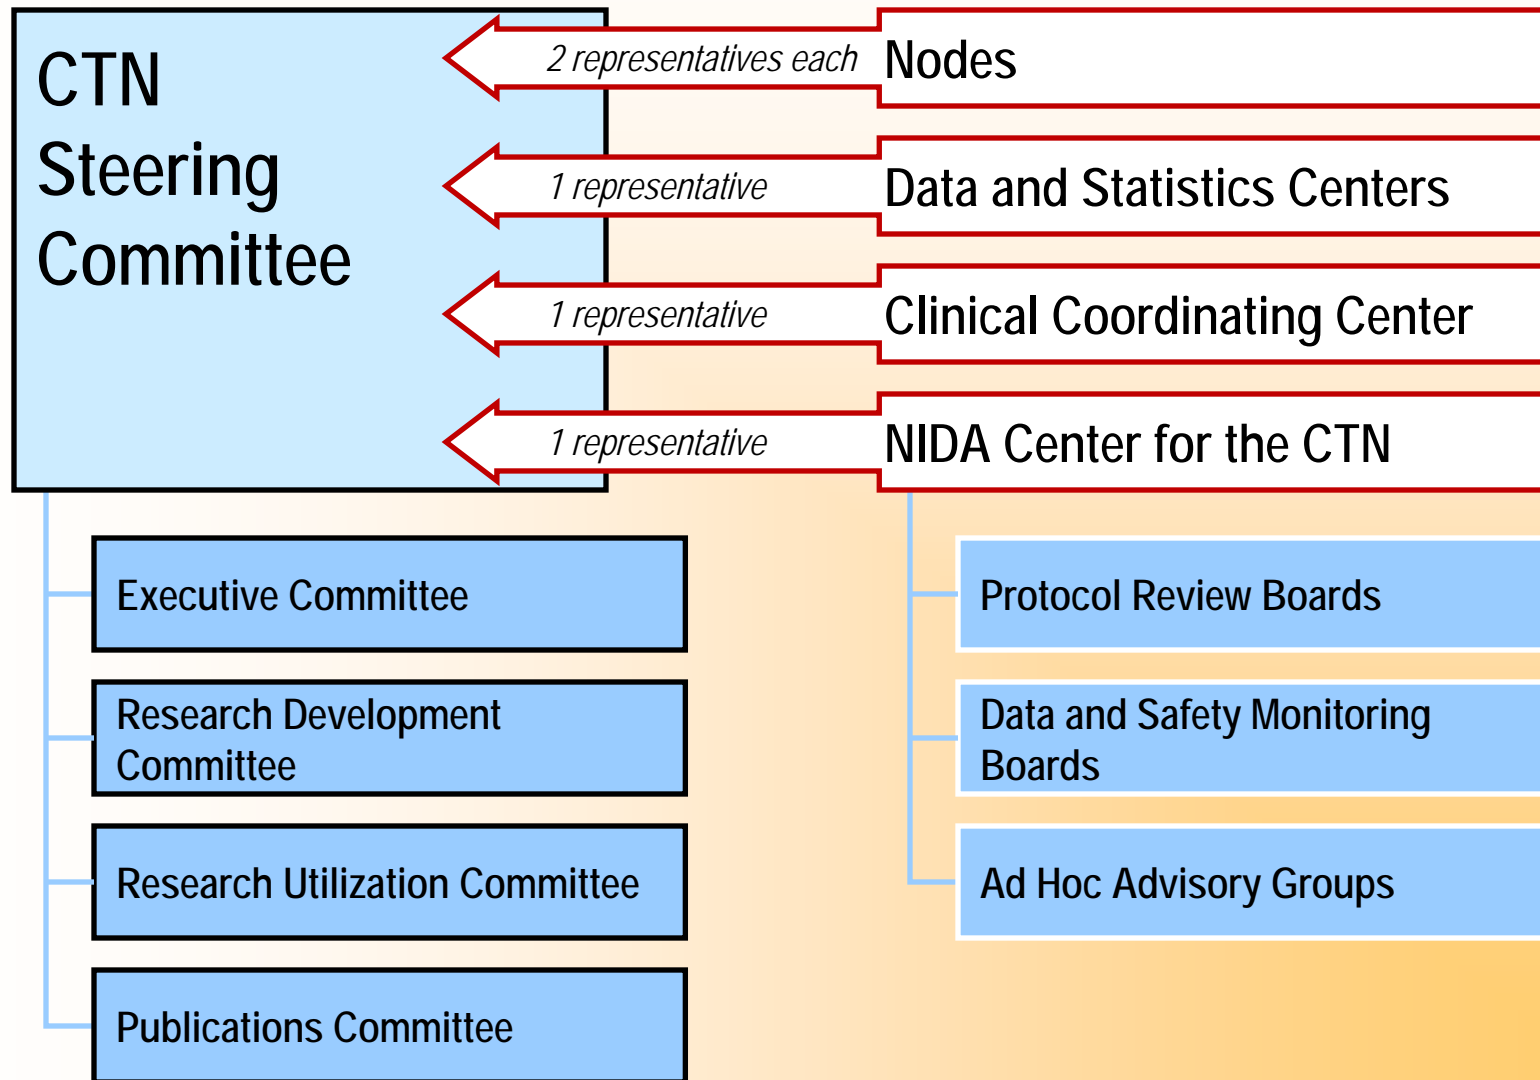 CTN
Steering
Committee
2 representatives each
Nodes
1 representative
Data and Statistics Centers
1 representative
Clinical Coordinating Center
1 representative
NIDA Center for the CTN
Executive Committee
Research Development
Committee
Research Utilization Committee
Publications Committee
Protocol Review Boards
Data and Safety Monitoring
Boards
Ad Hoc Advisory Groups